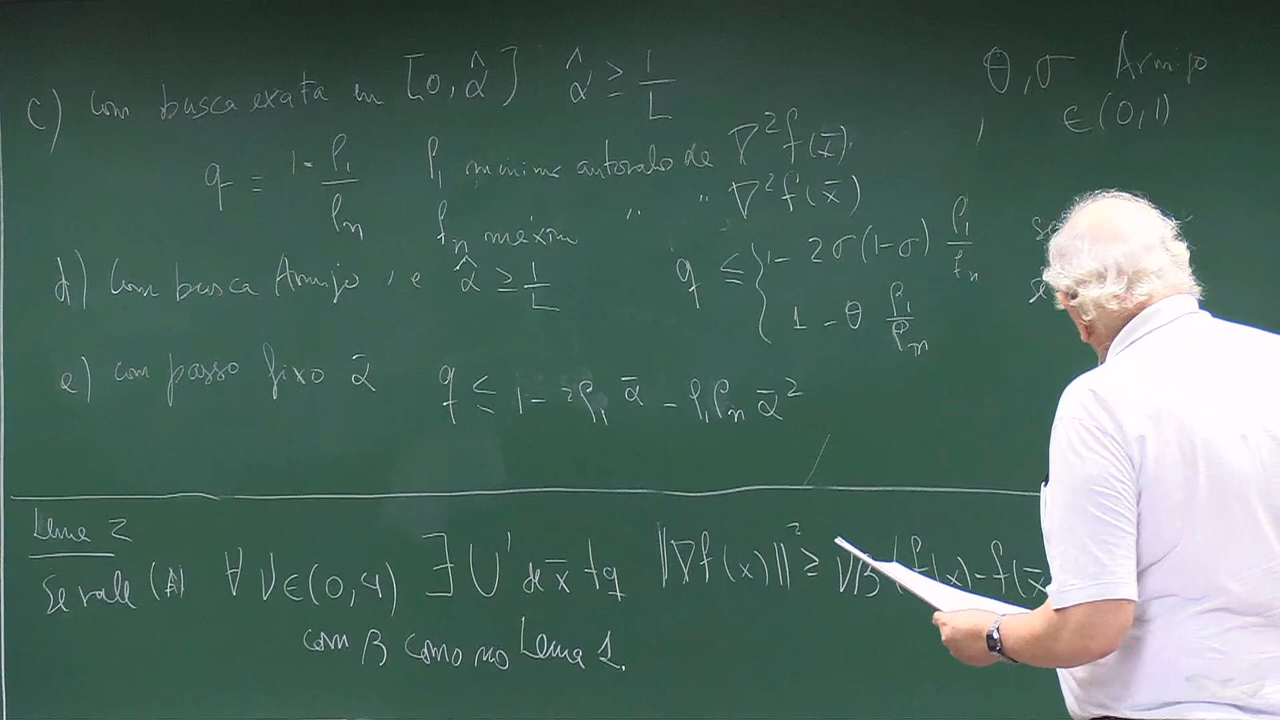 c) com busca exata em [0, α̂] α̂ ≥ 1/L
θ, σ Armijo
∈ (0,1)
q = 1 - ρ₁/ρₙ ρ₁ mínimo autovalo de ∇²f(x̄),
ρₙ máximo " " ∇²f(x̄)
d) Com busca Armijo, e α̂ ≥ 1/L q ≤ { 1 - 2σ(1-σ) ρ₁/ρₙ se
1 - θ ρ₁/ρₙ
e) com passo fixo ᾱ q ≤ 1 - 2ρ₁ ᾱ - ρ₁ρₙ ᾱ²
Lema 2
Se vale (A) ∀ ν∈(0,4) ∃ U' de x̄ tq ‖∇f(x)‖² ≥ νβ (f(x) - f(x̄
com β como no Lema 1.